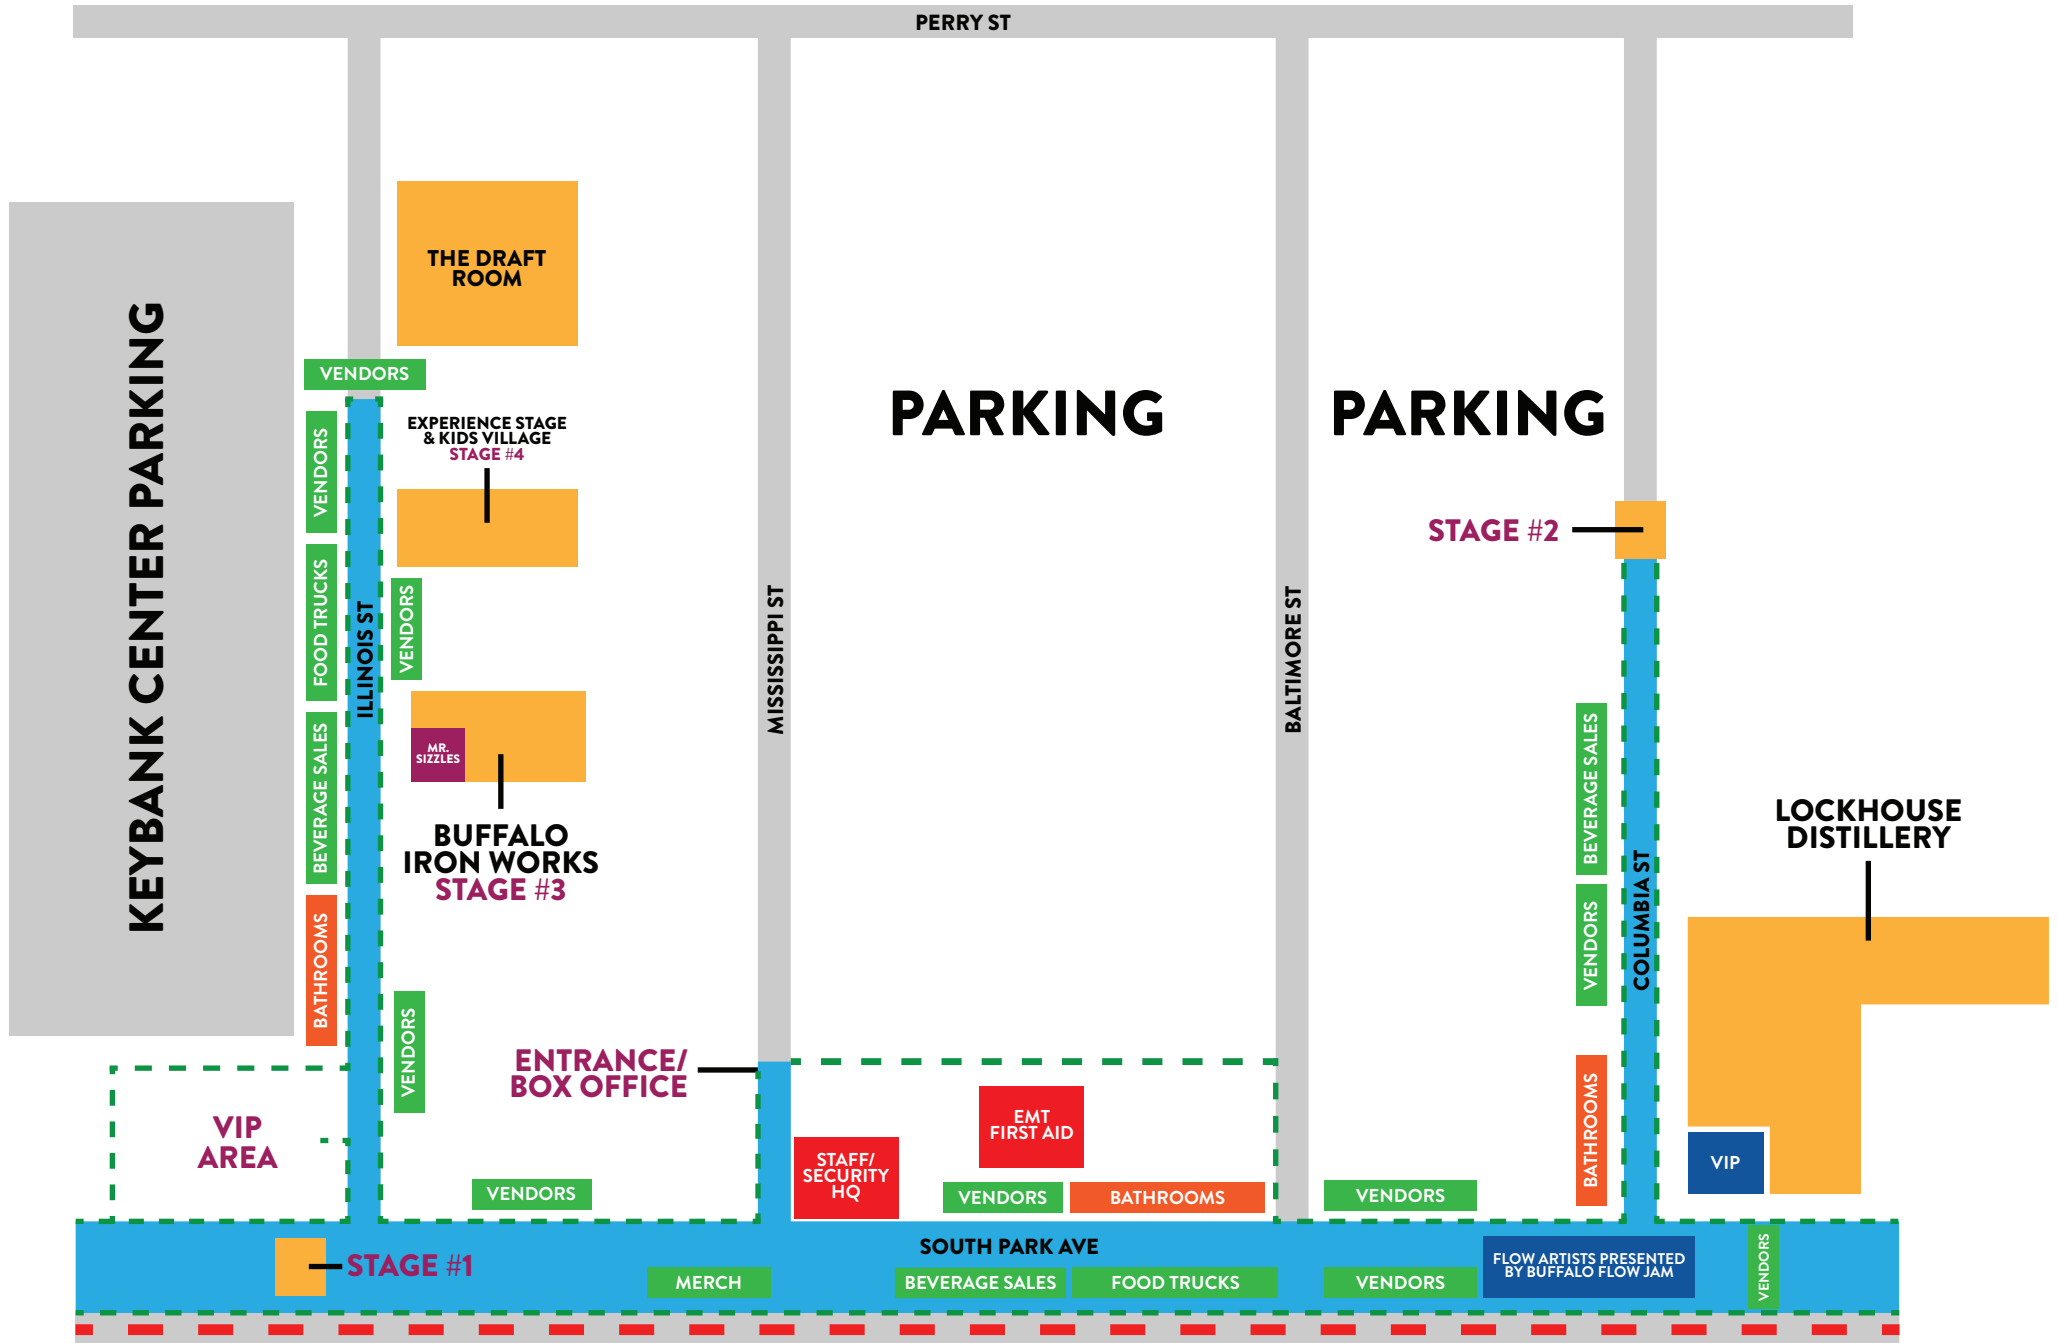 PERRY ST
THE DRAFT
ROOM
KEYBANK CENTER PARKING
VENDORS
VENDORS
EXPERIENCE STAGE
& KIDS VILLAGE
STAGE #4
PARKING
PARKING
STAGE #2
FOOD TRUCKS
ILLINOIS ST
VENDORS
MISSISSIPPI ST
BALTIMORE ST
BEVERAGE SALES
MR.
SIZZLES
BUFFALO
IRON WORKS
STAGE #3
BEVERAGE SALES
LOCKHOUSE
DISTILLERY
COLUMBIA ST
VENDORS
BATHROOMS
VENDORS
ENTRANCE/
BOX OFFICE
VIP
AREA
EMT
FIRST AID
STAFF/
SECURITY
HQ
BATHROOMS
VIP
VENDORS
VENDORS
BATHROOMS
VENDORS
SOUTH PARK AVE
STAGE #1
MERCH
BEVERAGE SALES
FOOD TRUCKS
VENDORS
FLOW ARTISTS PRESENTED
BY BUFFALO FLOW JAM
VENDORS